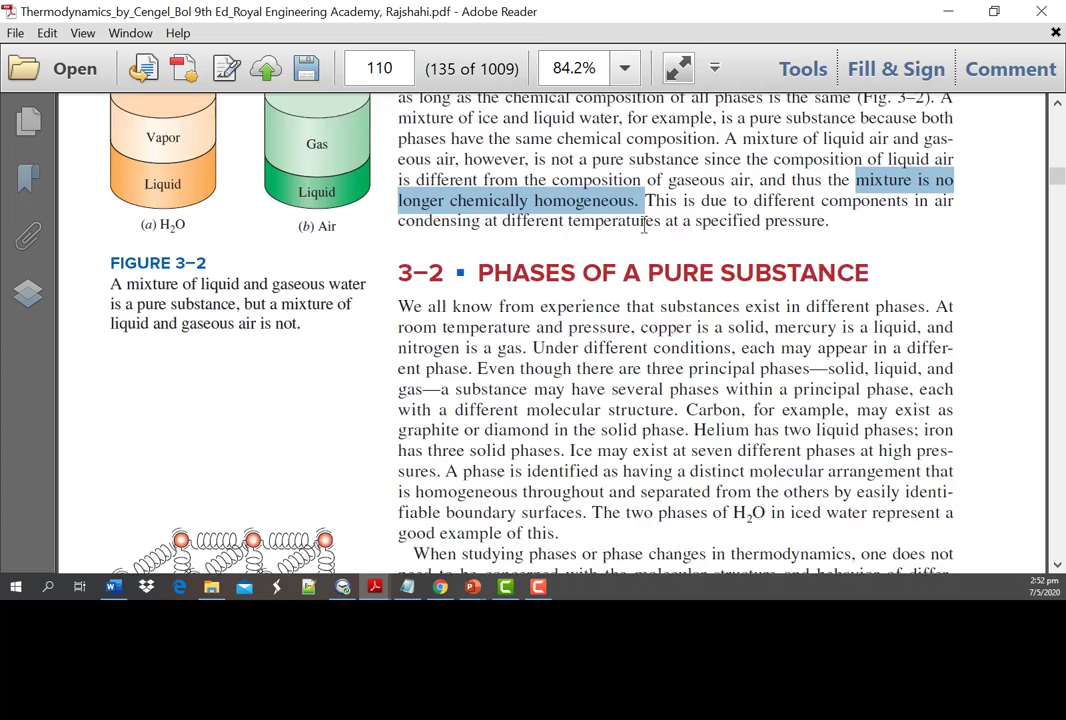 Thermodynamics_by_Cengel_Bol 9th Ed_Royal Engineering Academy, Rajshahi.pdf - Adobe Reader
File Edit View Window Help
Open 110 (135 of 1009) 84.2% Tools Fill & Sign Comment
Vapor
Liquid
(a) H2O
Gas
Liquid
(b) Air
FIGURE 3–2
A mixture of liquid and gaseous water
is a pure substance, but a mixture of
liquid and gaseous air is not.
as long as the chemical composition of all phases is the same (Fig. 3–2). A
mixture of ice and liquid water, for example, is a pure substance because both
phases have the same chemical composition. A mixture of liquid air and gas-
eous air, however, is not a pure substance since the composition of liquid air
is different from the composition of gaseous air, and thus the mixture is no
longer chemically homogeneous. This is due to different components in air
condensing at different temperatures at a specified pressure.
3–2 ▪ PHASES OF A PURE SUBSTANCE
We all know from experience that substances exist in different phases. At
room temperature and pressure, copper is a solid, mercury is a liquid, and
nitrogen is a gas. Under different conditions, each may appear in a differ-
ent phase. Even though there are three principal phases—solid, liquid, and
gas—a substance may have several phases within a principal phase, each
with a different molecular structure. Carbon, for example, may exist as
graphite or diamond in the solid phase. Helium has two liquid phases; iron
has three solid phases. Ice may exist at seven different phases at high pres-
sures. A phase is identified as having a distinct molecular arrangement that
is homogeneous throughout and separated from the others by easily identi-
fiable boundary surfaces. The two phases of H2O in iced water represent a
good example of this.
When studying phases or phase changes in thermodynamics, one does not
need to be concerned with the molecular structure and behavior of differ-
2:52 pm
7/5/2020